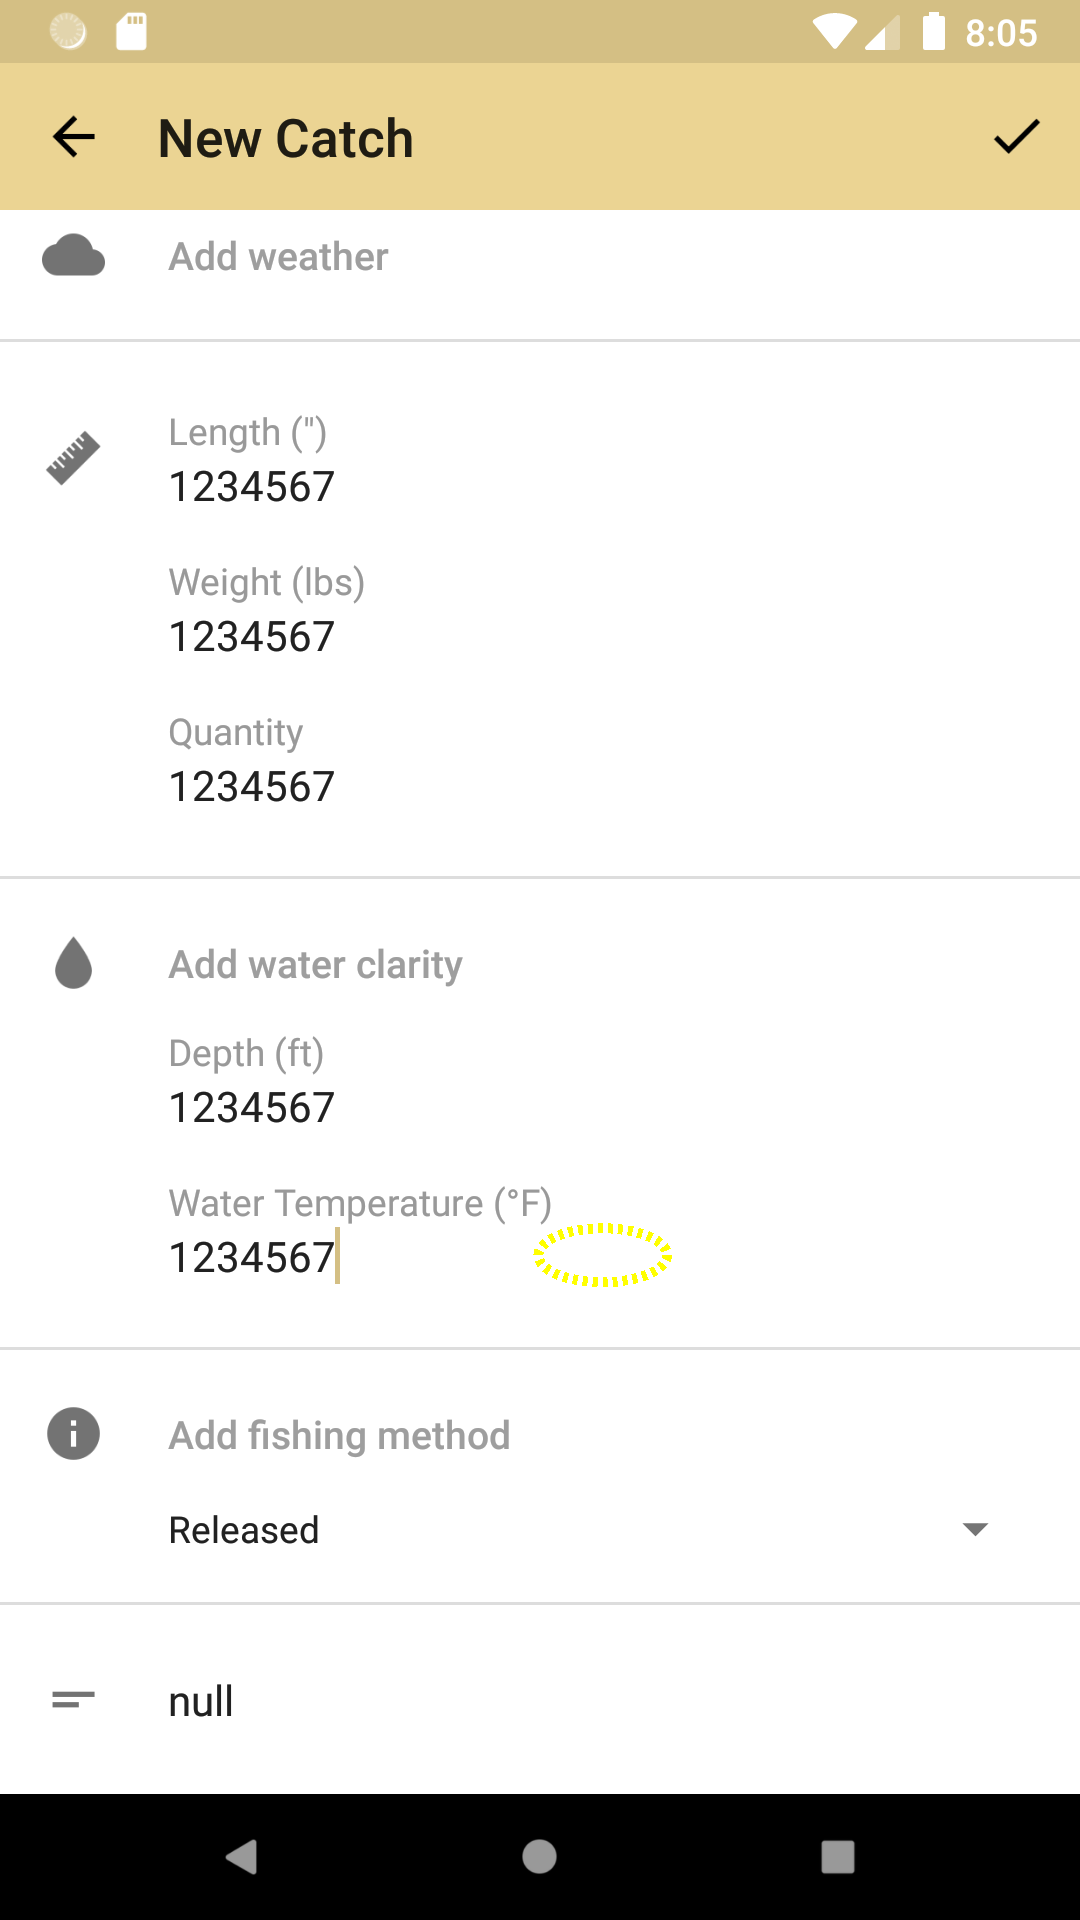 8:05
New Catch
Add weather
Length (")
1234567
Weight (lbs)
1234567
Quantity
1234567
Add water clarity
Depth (ft)
1234567
Water Temperature (°F)
1234567
Add fishing method
Released
null